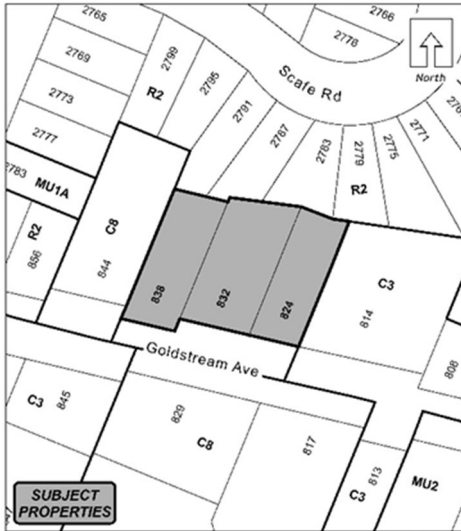 2765
2766
2778
2769
2799
2795
R2
2773
2791
Scafe Rd
North
2787
2783
2779
2775
2771
2777
R2
2783
MU1A
R2
856
C8
844
838
832
824
C3
814
808
Goldstream Ave
C3
845
829
C8
817
813
C3
MU2
SUBJECT
PROPERTIES